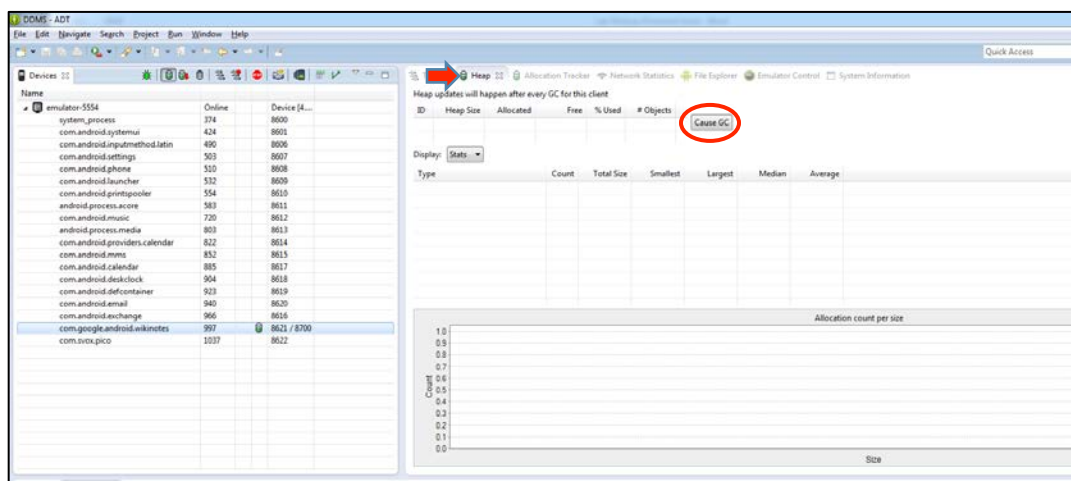 DDMS - ADT
File Edit Navigate Search Project Run Window Help
Quick Access
Devices
Heap Allocation Tracker Network Statistics File Explorer Emulator Control System Information
Name
Heap updates will happen after every GC for this client
emulator-5554 Online Device [4....
ID Heap Size Allocated Free % Used # Objects
Cause GC
system_process 374 8600
com.android.systemui 424 8601
com.android.inputmethod.latin 490 8606
com.android.settings 503 8607
com.android.phone 510 8608
com.android.launcher 532 8609
com.android.printspooler 554 8610
android.process.acore 583 8611
com.android.music 720 8612
android.process.media 803 8613
com.android.providers.calendar 822 8614
com.android.mms 852 8615
com.android.calendar 885 8617
com.android.deskclock 904 8618
com.android.defcontainer 923 8619
com.android.email 940 8620
com.android.exchange 966 8616
com.google.android.wikinotes 997 8621 / 8700
com.svox.pico 1037 8622
Display: Stats
Type Count Total Size Smallest Largest Median Average
Allocation count per size
1.0
0.9
0.8
0.7
0.6
0.5
0.4
0.3
0.2
0.1
0.0
Count
Size